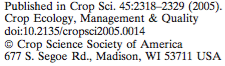 Published in Crop Sci. 45:2318–2329 (2005).
Crop Ecology, Management & Quality
doi:10.2135/cropsci2005.0014
© Crop Science Society of America
677 S. Segoe Rd., Madison, WI 53711 USA